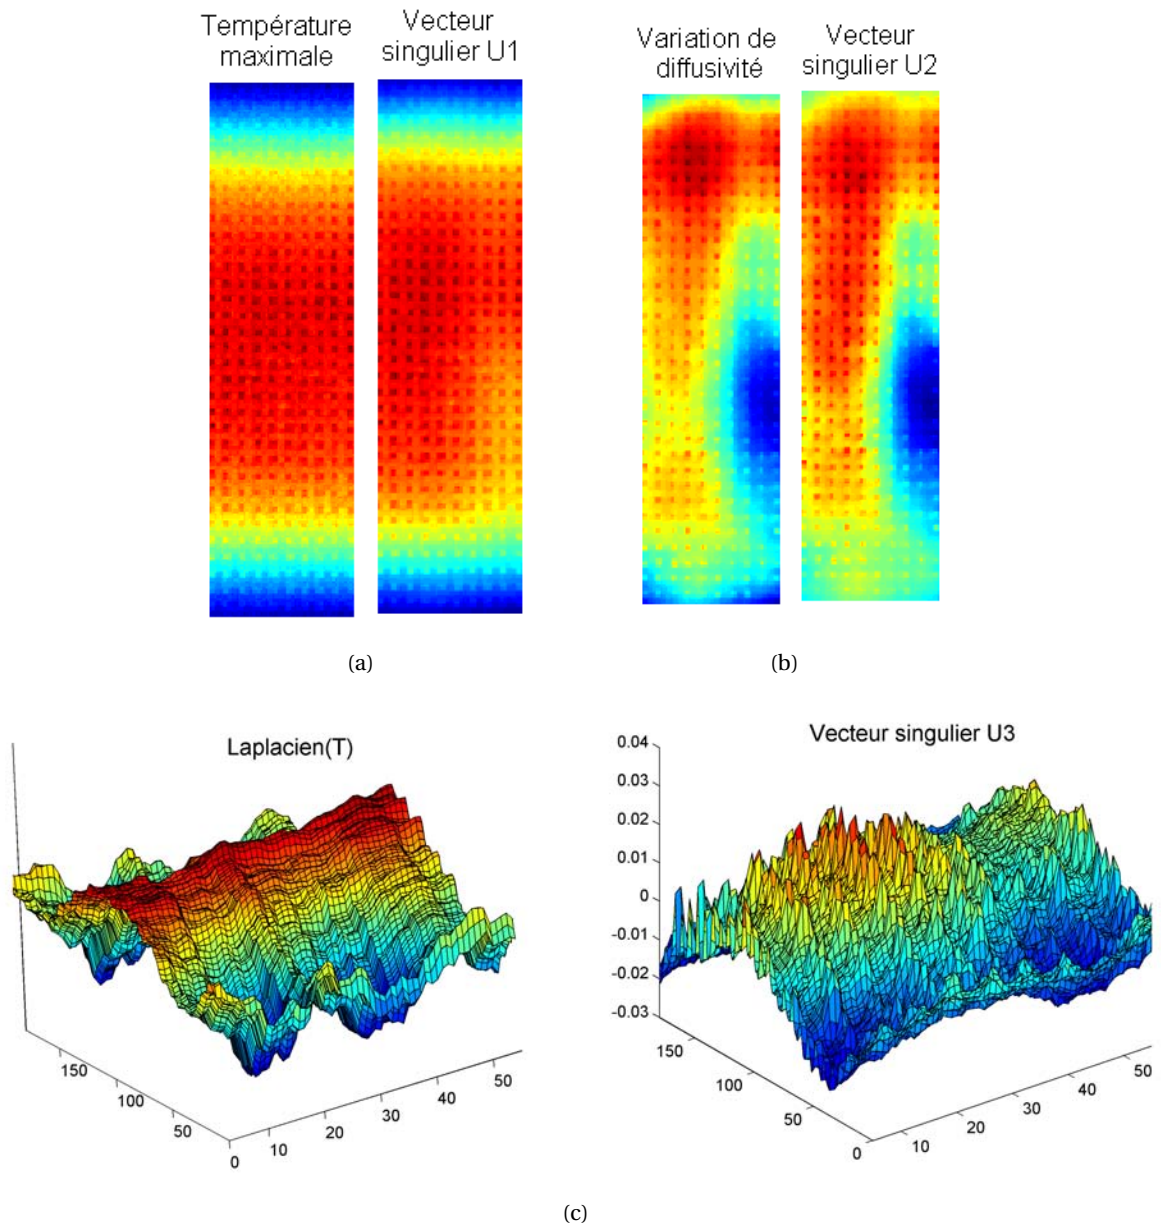 Température
maximale
Vecteur
singulier U1
Variation de
diffusivité
Vecteur
singulier U2
(a)
(b)
Laplacien(T)
150
100
50
0
10
20
30
40
50
Vecteur singulier U3
0.04
0.03
0.02
0.01
0
-0.01
-0.02
-0.03
150
100
50
0
10
20
30
40
50
(c)